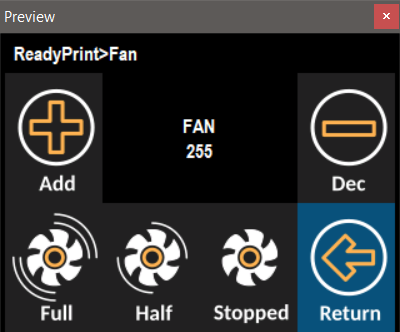 Preview
ReadyPrint>Fan
FAN
255
Add
Dec
Full
Half
Stopped
Return